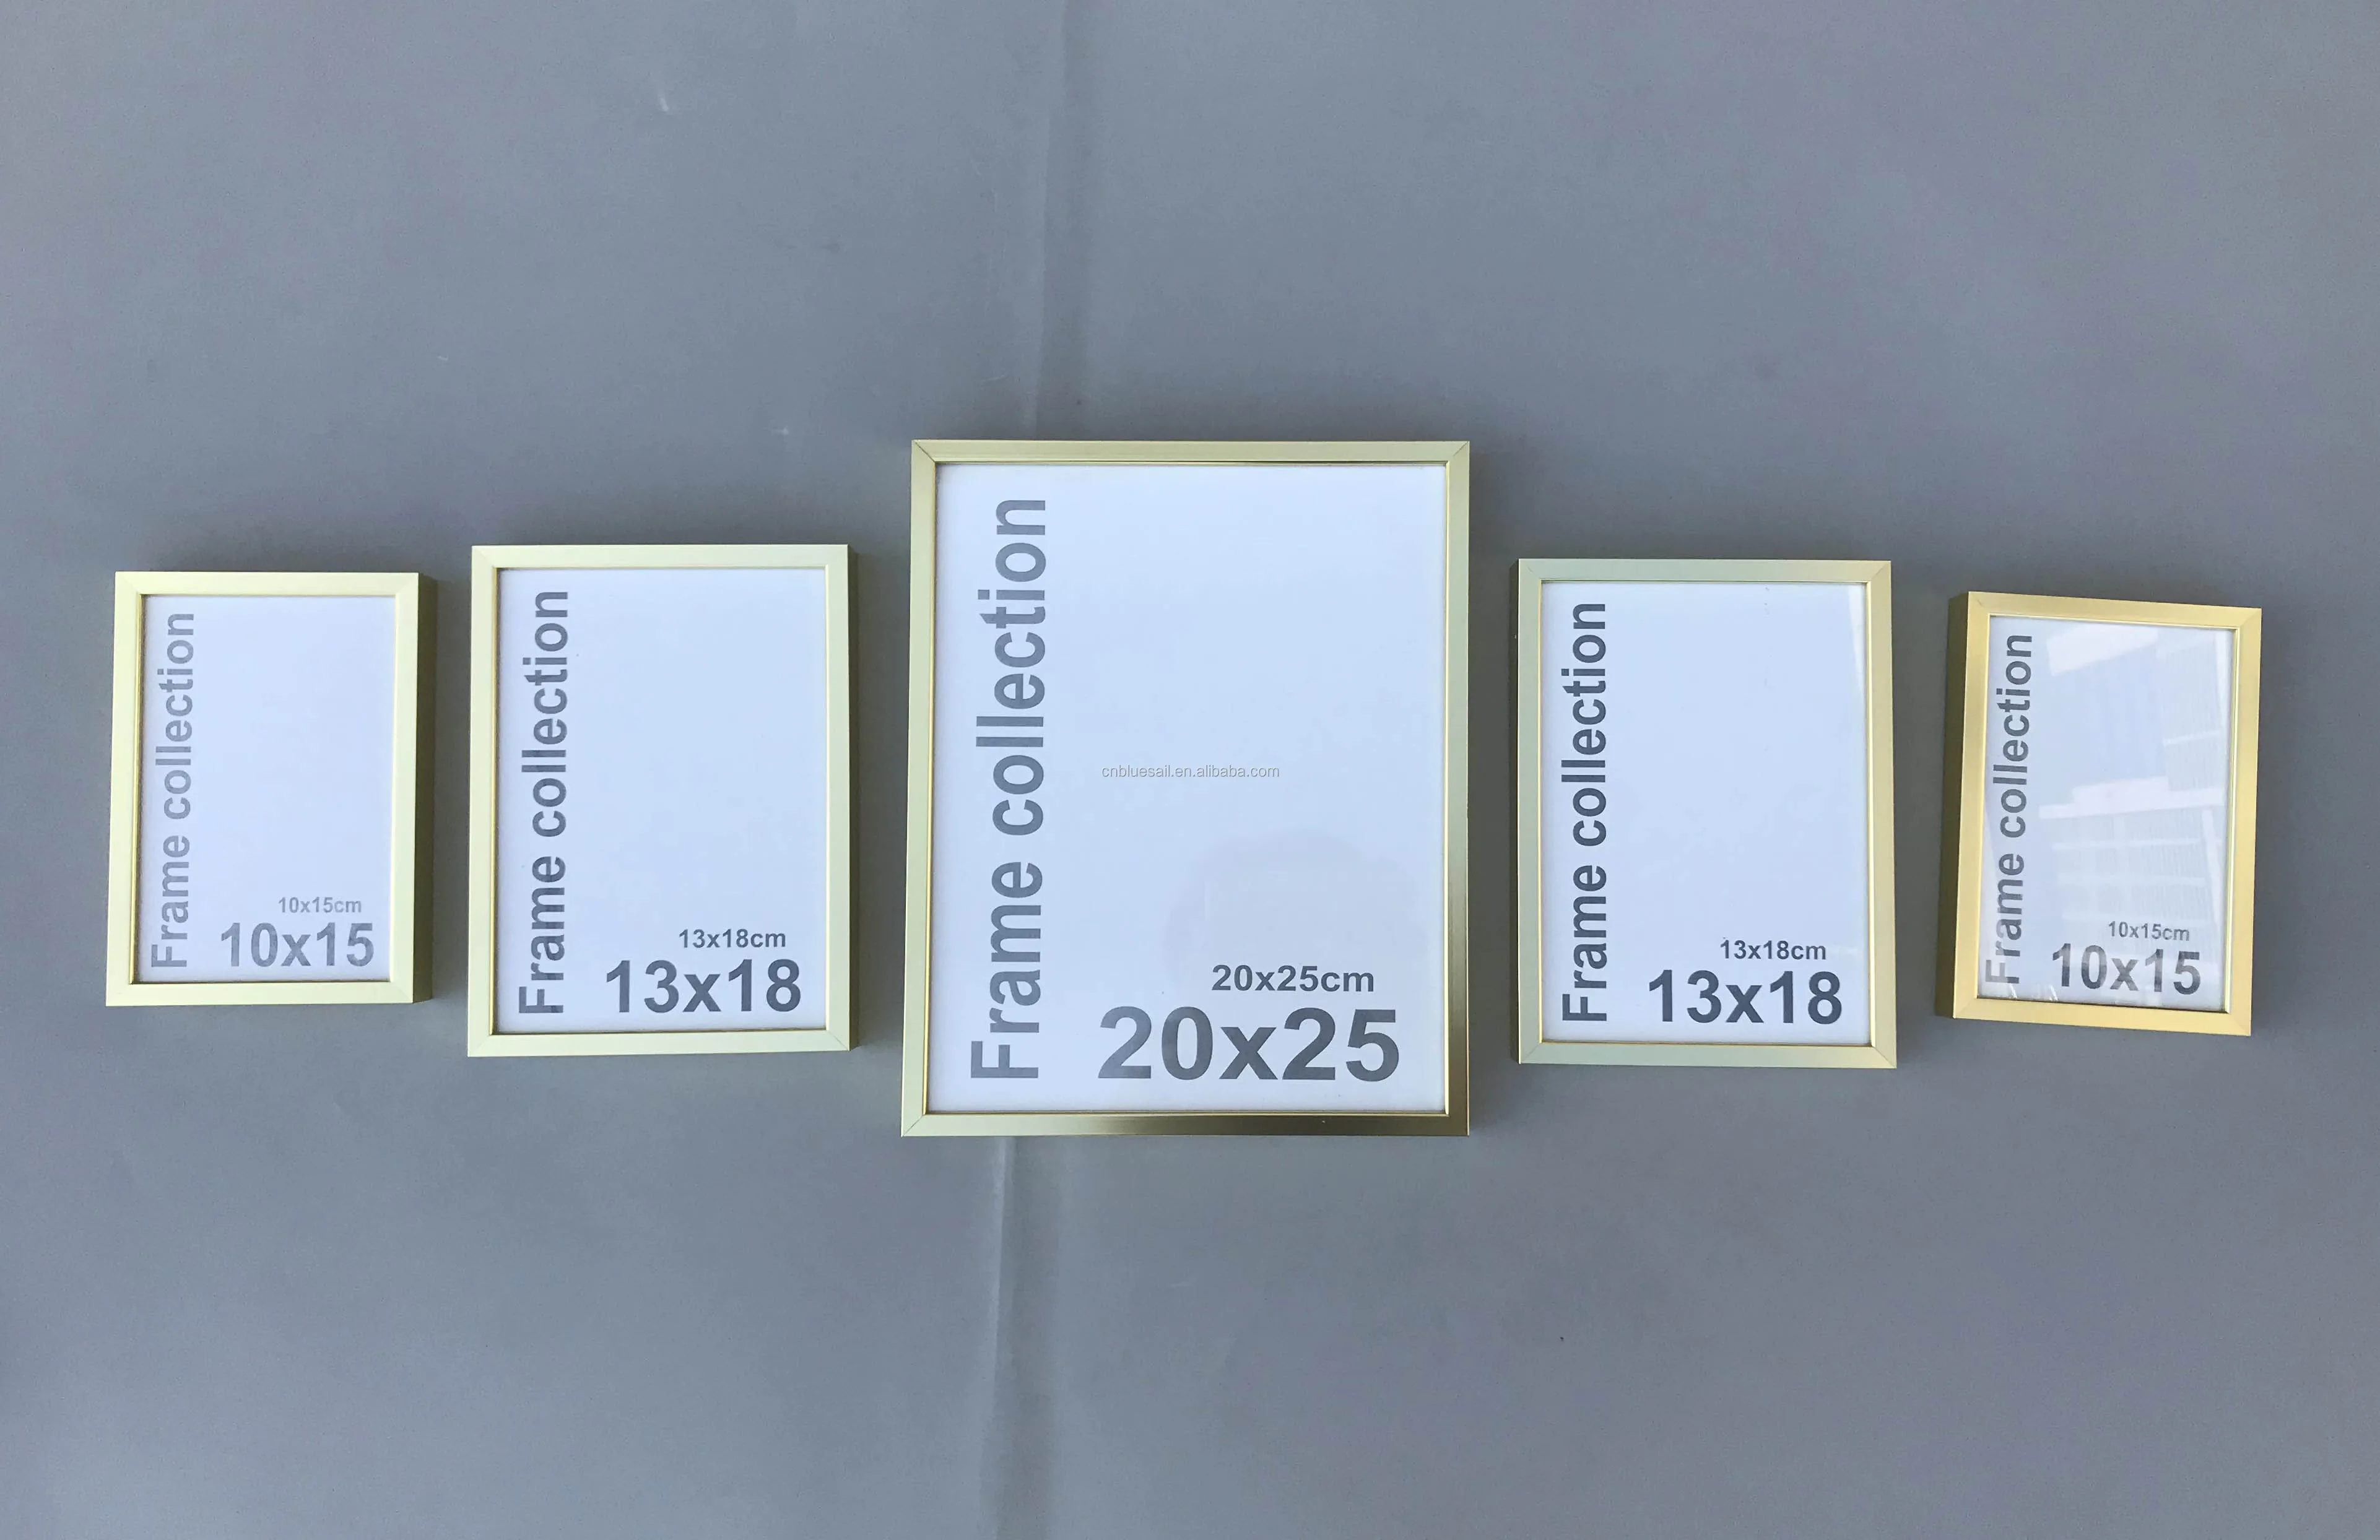 Frame collection
10x15cm
10x15
Frame collection
13x18cm
13x18
Frame collection
cnbluesail.en.alibaba.com
20x25cm
20x25
Frame collection
13x18cm
13x18
Frame collection
10x15cm
10x15